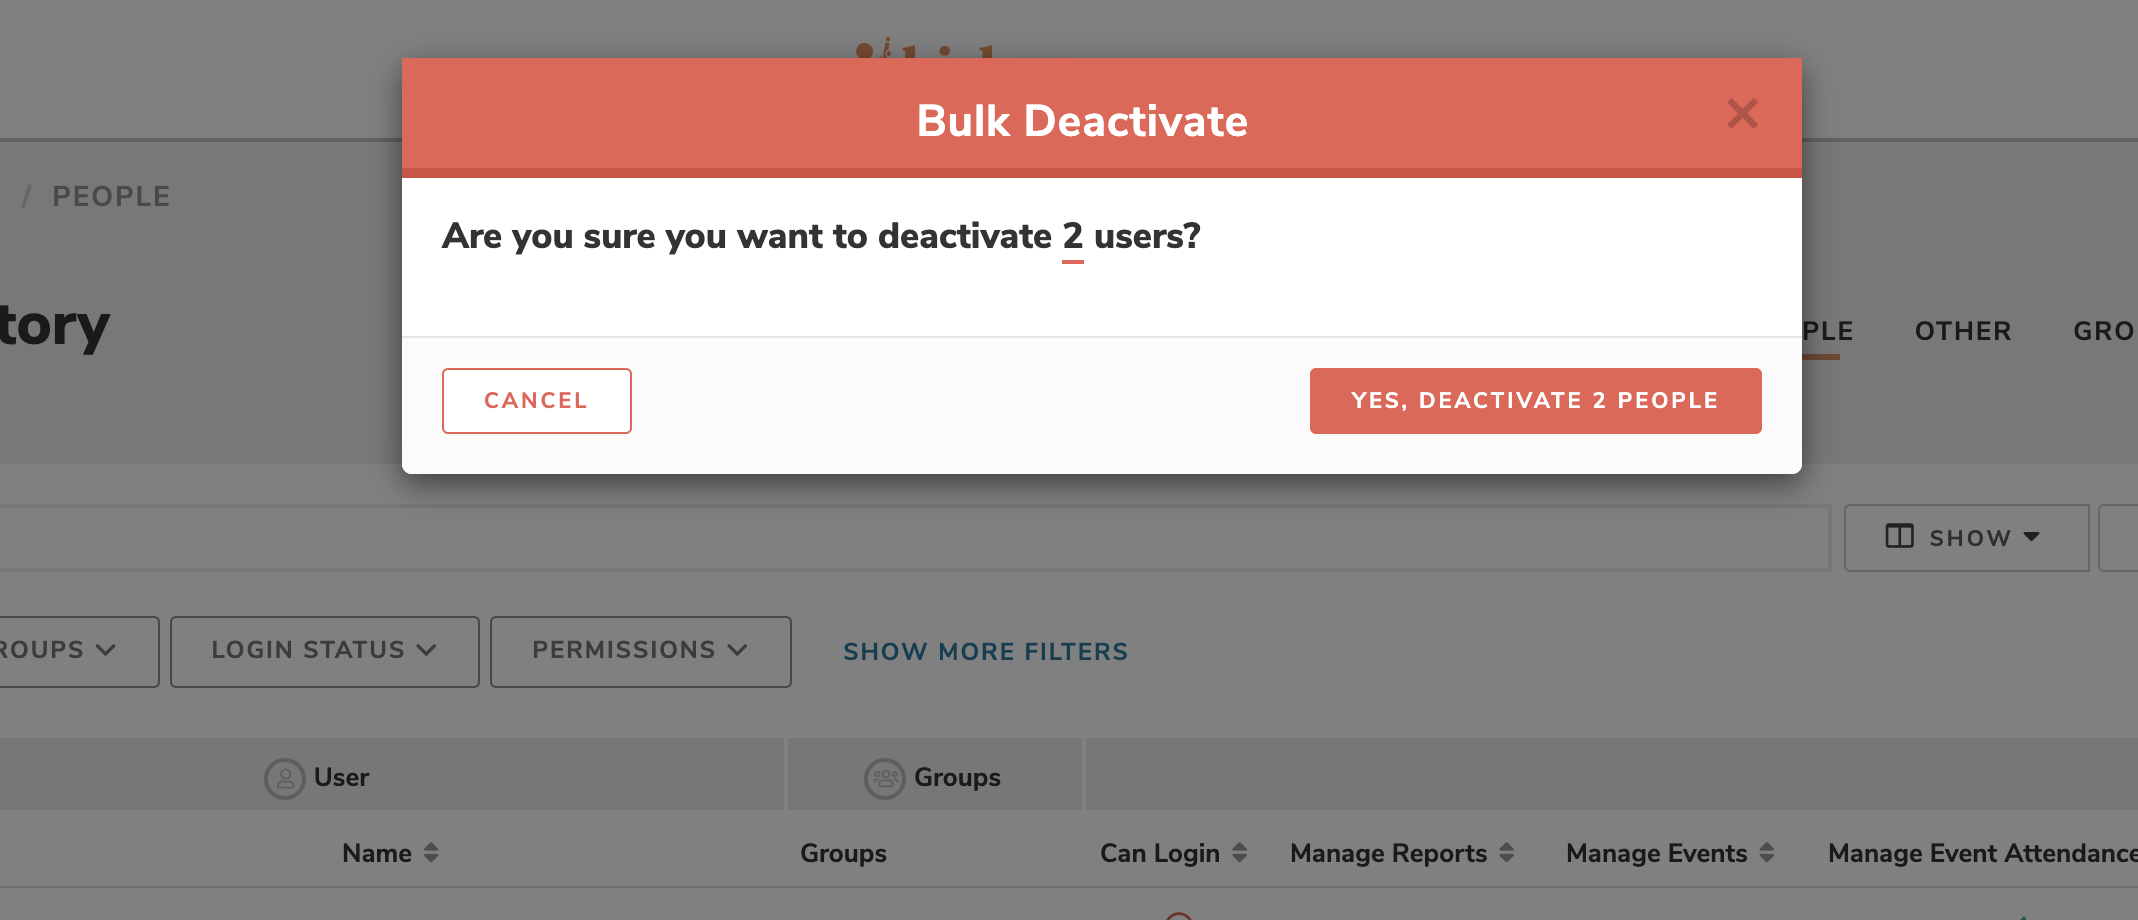 Bulk Deactivate
/ PEOPLE
Are you sure you want to deactivate 2 users?
tory
PLE OTHER GRO
CANCEL YES, DEACTIVATE 2 PEOPLE
SHOW
ROUPS LOGIN STATUS PERMISSIONS SHOW MORE FILTERS
User Groups
Name Groups Can Login Manage Reports Manage Events Manage Event Attendance